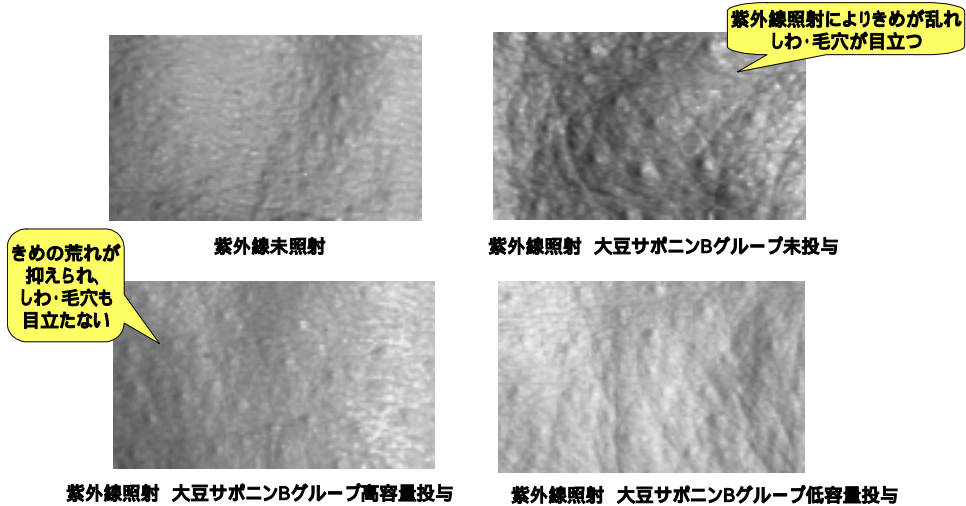 紫外線照射によりきめが乱れ
しわ・毛穴が目立つ
紫外線未照射
紫外線照射 大豆サポニンBグループ未投与
きめの荒れが
抑えられ、
しわ・毛穴も
目立たない
紫外線照射 大豆サポニンBグループ高容量投与
紫外線照射 大豆サポニンBグループ低容量投与